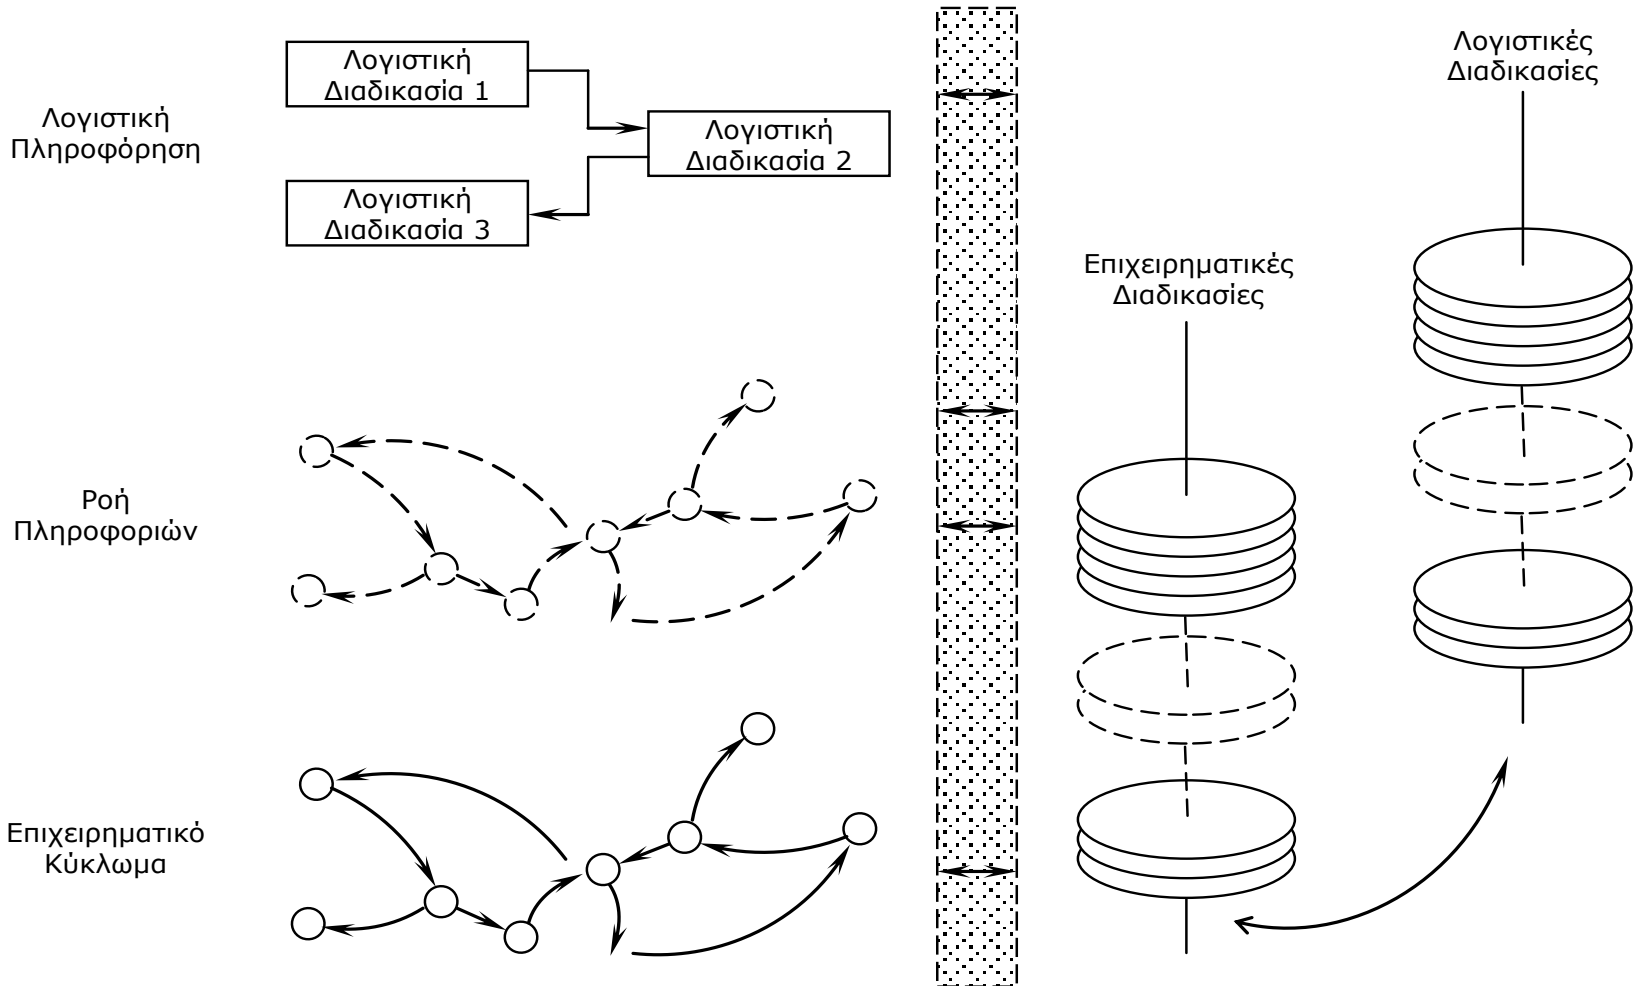 Λογιστική
Πληροφόρηση
Λογιστική
Διαδικασία 1
Λογιστική
Διαδικασία 2
Λογιστική
Διαδικασία 3
Ροή
Πληροφοριών
Επιχειρηματικό
Κύκλωμα
Επιχειρηματικές
Διαδικασίες
Λογιστικές
Διαδικασίες